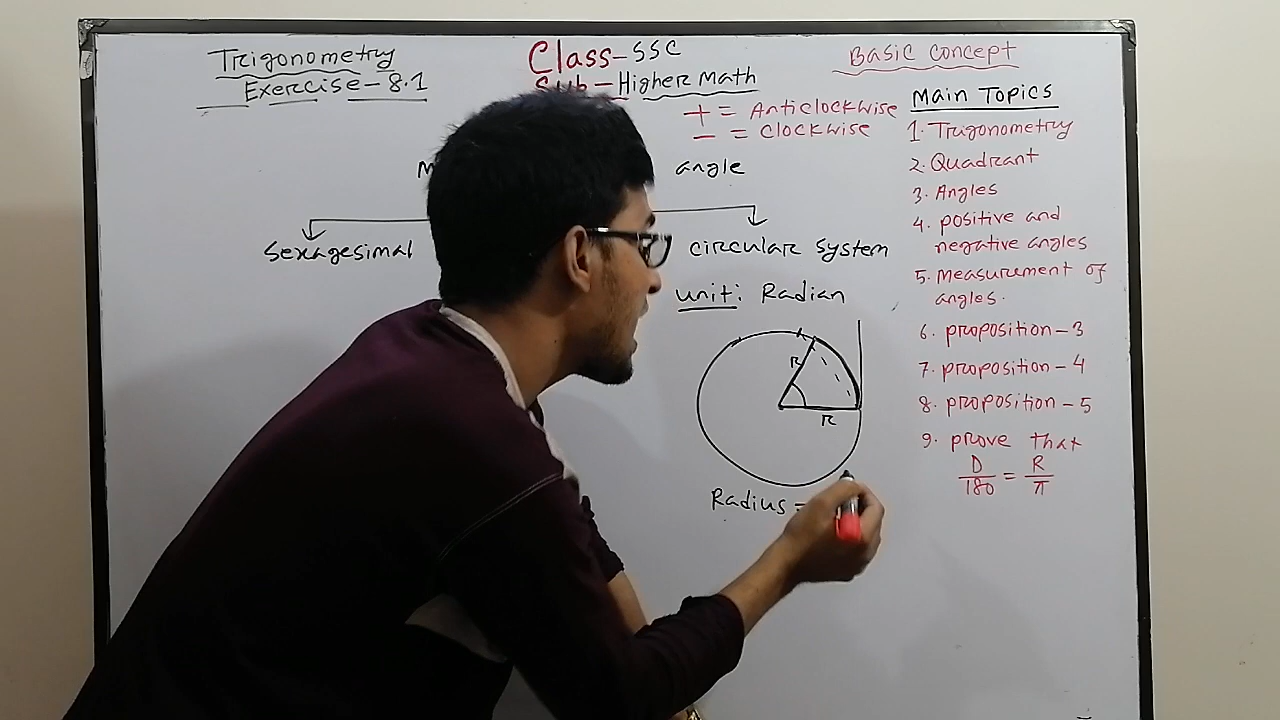 Trigonometry
Exercise-8.1
Class-SSC
Sub-Higher Math
Basic Concept
+ = Anticlockwise
- = Clockwise
angle
Sexagesimal
circular system
unit: Radian
R
R
Radius =
Main Topics
1. Trigonometry
2. Quadrant
3. Angles
4. positive and
negative angles
5. Measurement of
angles.
6. proposition-3
7. proposition-4
8. proposition-5
9. prove that
D/180 = R/π